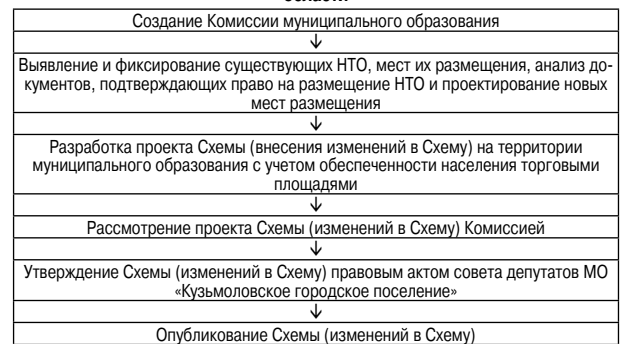 Создание Комиссии муниципального образования
↓
Выявление и фиксирование существующих НТО, мест их размещения, анализ до-
кументов, подтверждающих право на размещение НТО и проектирование новых
мест размещения
↓
Разработка проекта Схемы (внесения изменений в Схему) на территории
муниципального образования с учетом обеспеченности населения торговыми
площадями
↓
Рассмотрение проекта Схемы (изменений в Схему) Комиссией
↓
Утверждение Схемы (изменений в Схему) правовым актом совета депутатов МО
«Кузьмоловское городское поселение»
↓
Опубликование Схемы (изменений в Схему)